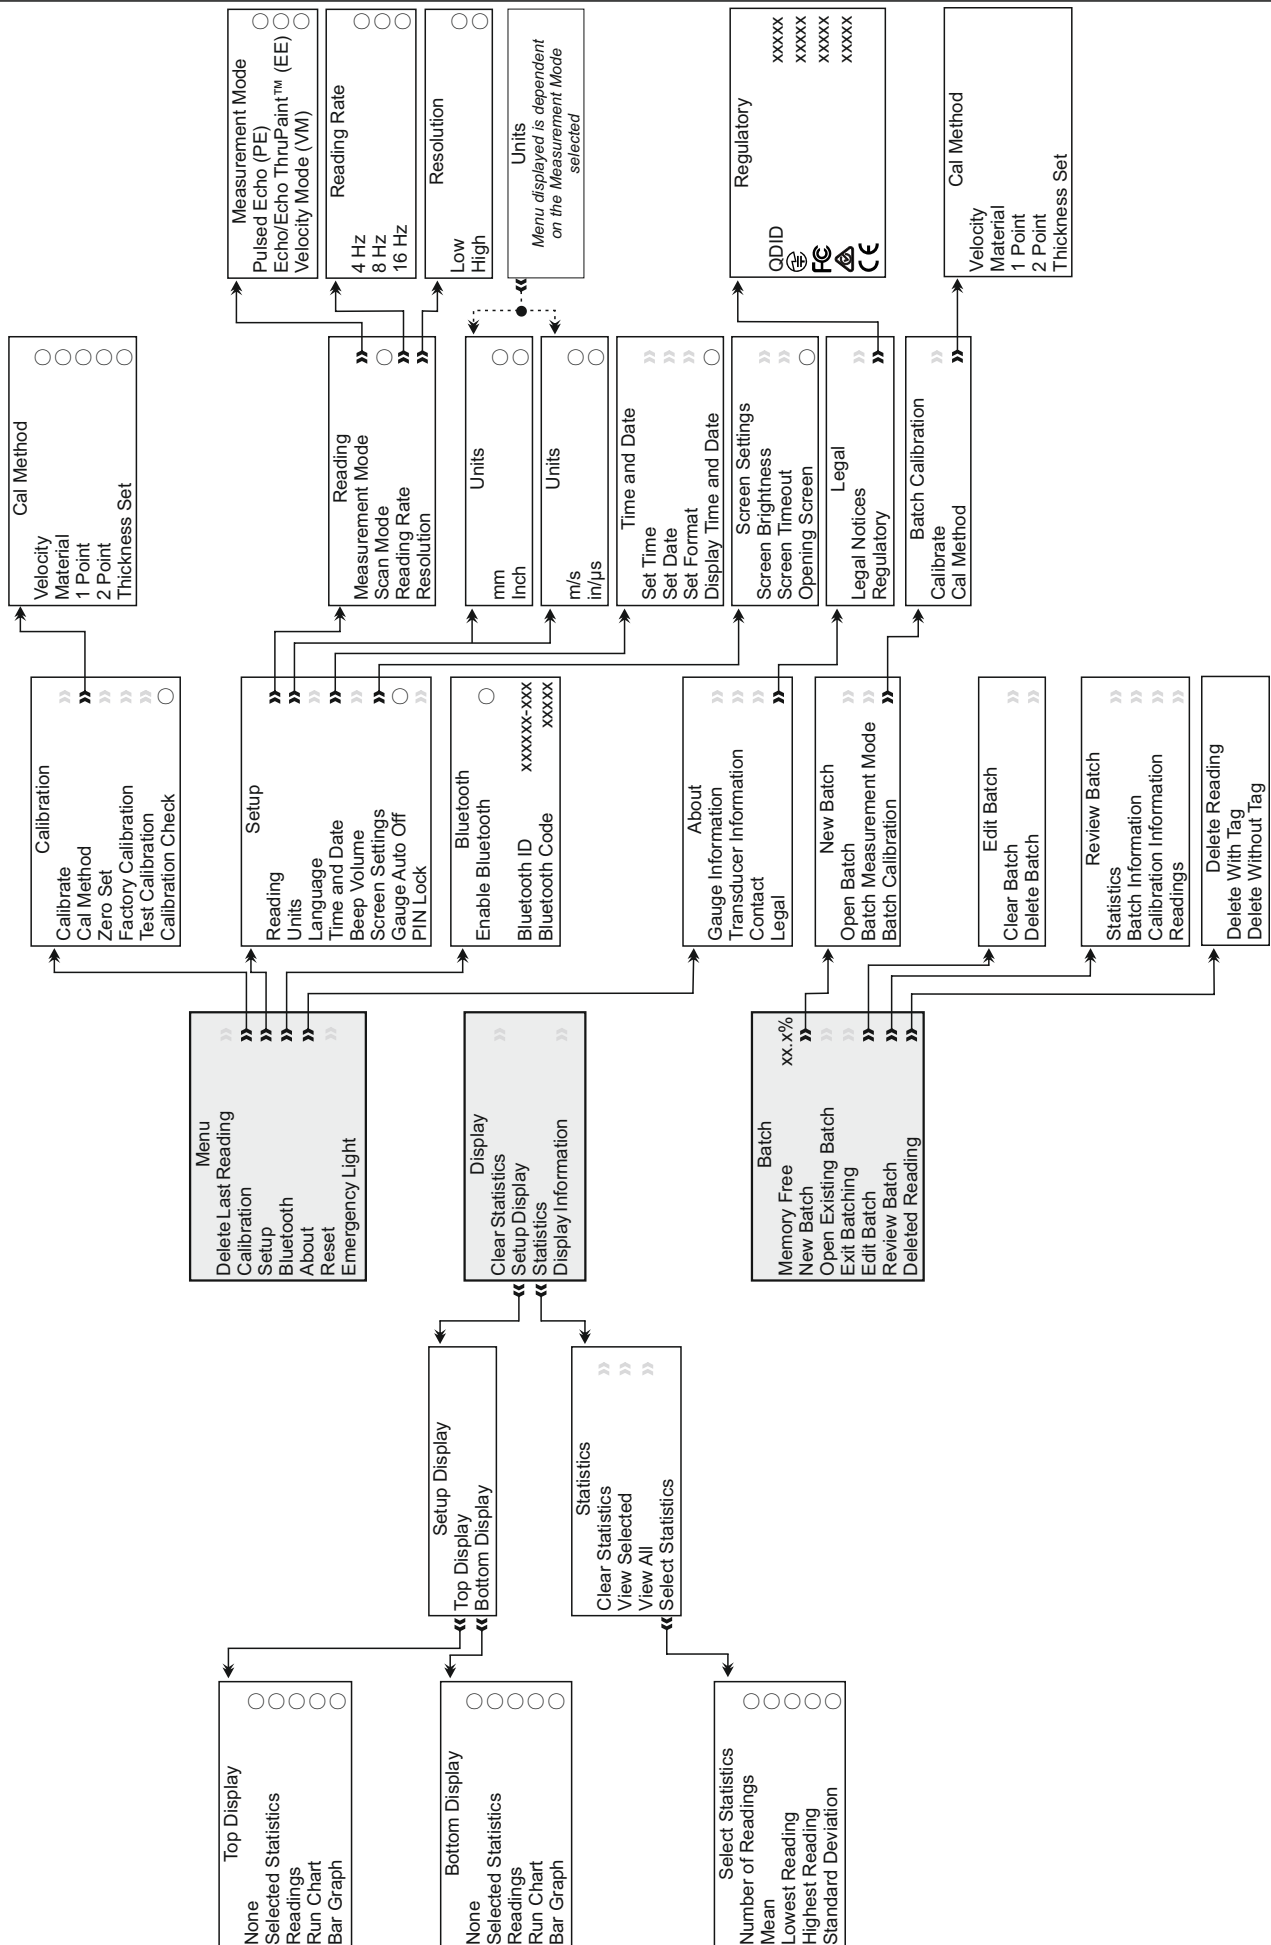 Top Display
None
Selected Statistics
Readings
Run Chart
Bar Graph
Bottom Display
None
Selected Statistics
Readings
Run Chart
Bar Graph
Select Statistics
Number of Readings
Mean
Lowest Reading
Highest Reading
Standard Deviation
Setup Display
Top Display
Bottom Display
Statistics
Clear Statistics
View Selected
View All
Select Statistics
Menu
Delete Last Reading
Calibration
Setup
Bluetooth
About
Reset
Emergency Light
Display
Clear Statistics
Setup Display
Statistics
Display Information
Batch
Memory Free xx.x%
New Batch
Open Existing Batch
Exit Batching
Edit Batch
Review Batch
Deleted Reading
Calibration
Calibrate
Cal Method
Zero Set
Factory Calibration
Test Calibration
Calibration Check
Setup
Reading
Units
Language
Time and Date
Beep Volume
Screen Settings
Gauge Auto Off
PIN Lock
Bluetooth
Enable Bluetooth
Bluetooth ID xxxxxx-xxx
Bluetooth Code xxxxx
About
Gauge Information
Transducer Information
Contact
Legal
New Batch
Open Batch
Batch Measurement Mode
Batch Calibration
Edit Batch
Clear Batch
Delete Batch
Review Batch
Statistics
Batch Information
Calibration Information
Readings
Delete Reading
Delete With Tag
Delete Without Tag
Cal Method
Velocity
Material
1 Point
2 Point
Thickness Set
Reading
Measurement Mode
Scan Mode
Reading Rate
Resolution
Units
mm
Inch
Units
m/s
in/µs
Time and Date
Set Time
Set Date
Set Format
Display Time and Date
Screen Settings
Screen Brightness
Screen Timeout
Opening Screen
Legal
Legal Notices
Regulatory
Batch Calibration
Calibrate
Cal Method
Measurement Mode
Pulsed Echo (PE)
Echo/Echo ThruPaint™ (EE)
Velocity Mode (VM)
Reading Rate
4 Hz
8 Hz
16 Hz
Resolution
Low
High
Units
Menu displayed is dependent
on the Measurement Mode
selected
Regulatory
QDID xxxxx
xxxxx
FC xxxxx
xxxxx
CE
Cal Method
Velocity
Material
1 Point
2 Point
Thickness Set